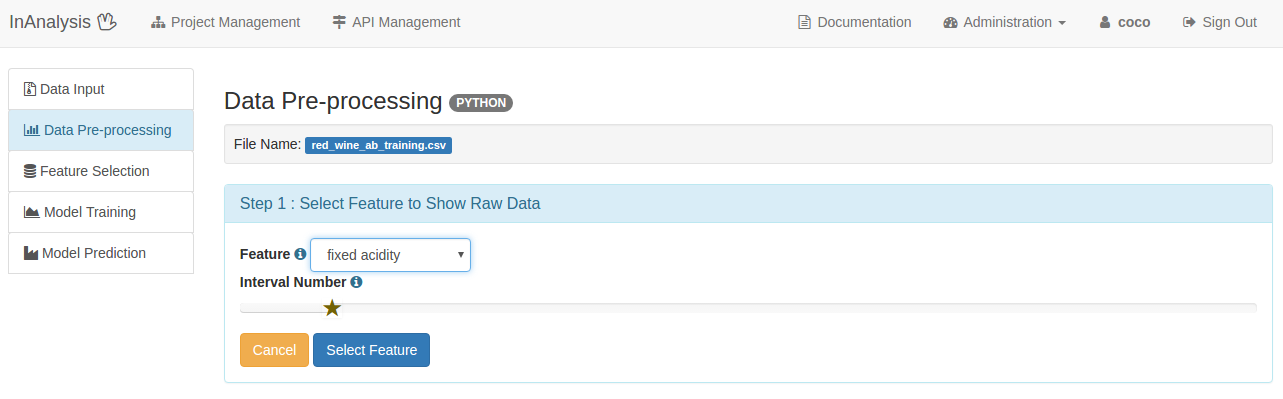 InAnalysis Project Management API Management Documentation Administration coco Sign Out
Data Input
Data Pre-processing
Feature Selection
Model Training
Model Prediction
Data Pre-processing PYTHON
File Name: red_wine_ab_training.csv
Step 1 : Select Feature to Show Raw Data
Feature fixed acidity
Interval Number
Cancel Select Feature